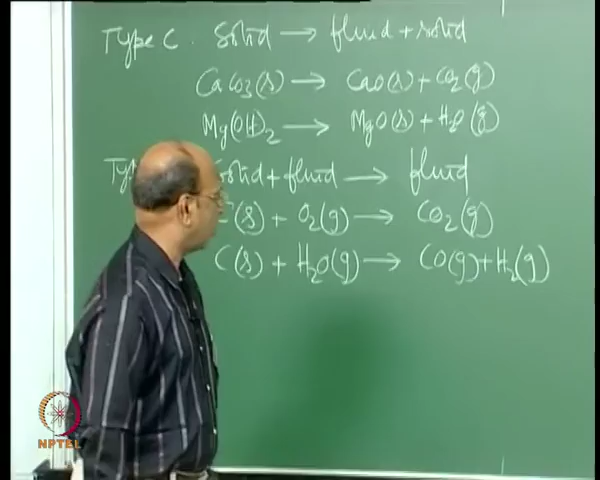 Type C. Solid → fluid + solid
CaCO3(s) → CaO(s) + CO2(g)
Mg(OH)2 → MgO(s) + H2O(g)
Ty solid + fluid → fluid
C(s) + O2(g) → CO2(g)
C(s) + H2O(g) → CO(g) + H2(g)
NPTEL